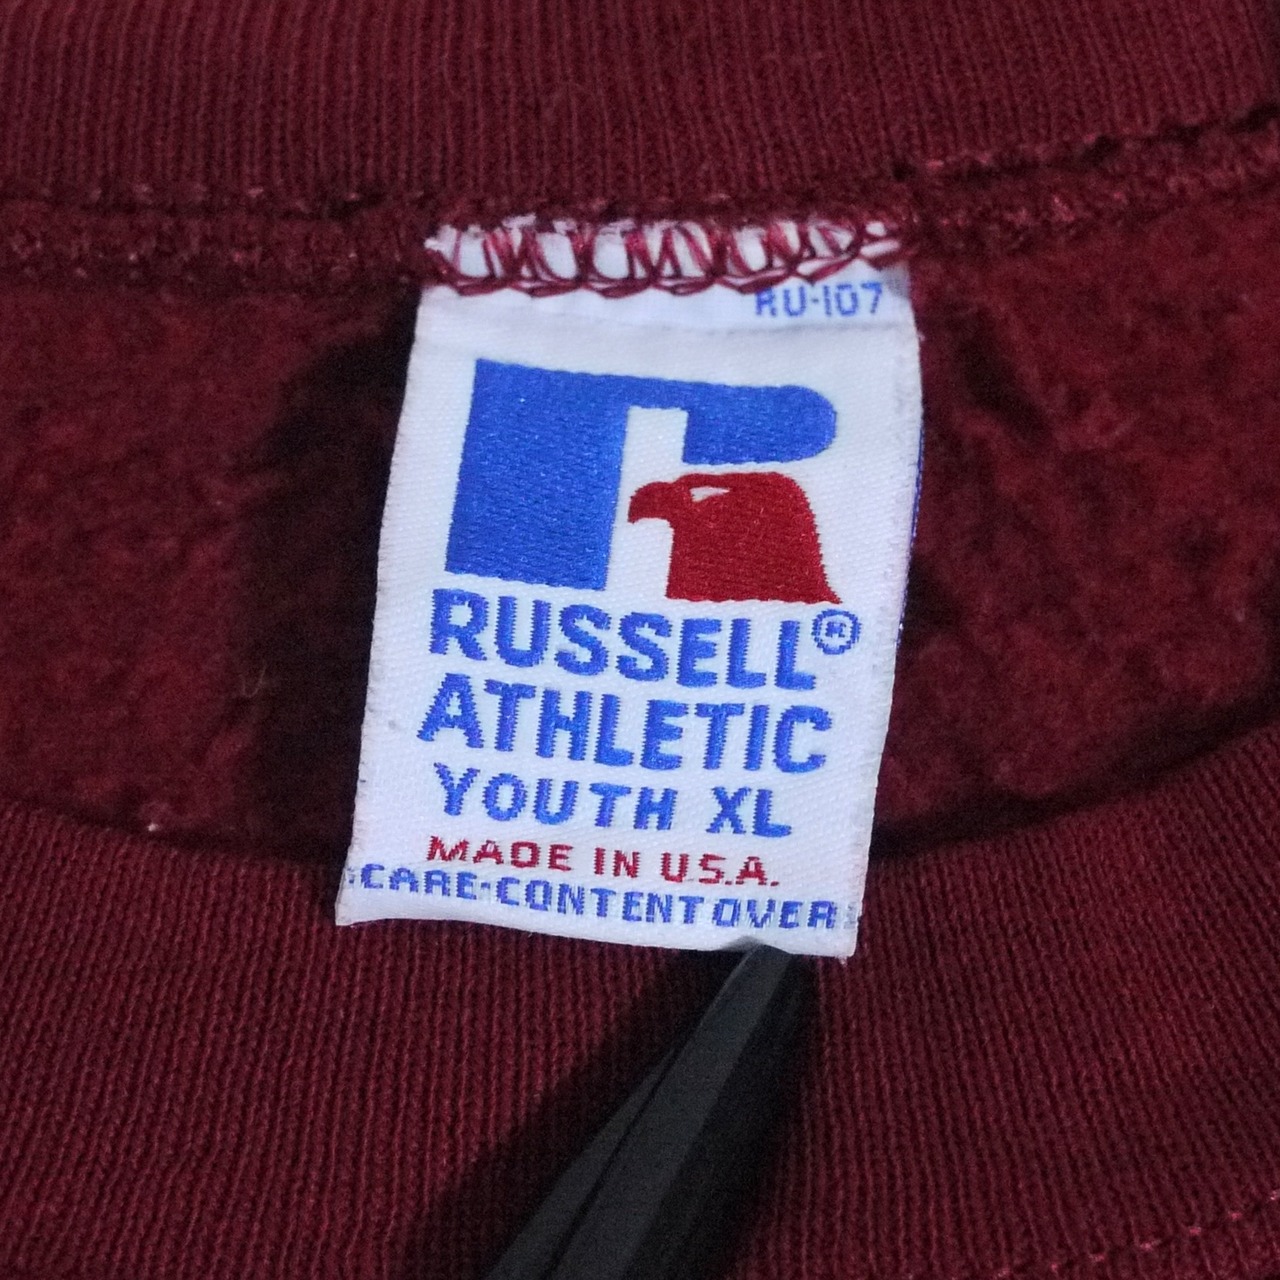 RU-107
RUSSELL®
ATHLETIC
YOUTH XL
MADE IN U.S.A.
CARE-CONTENT OVER